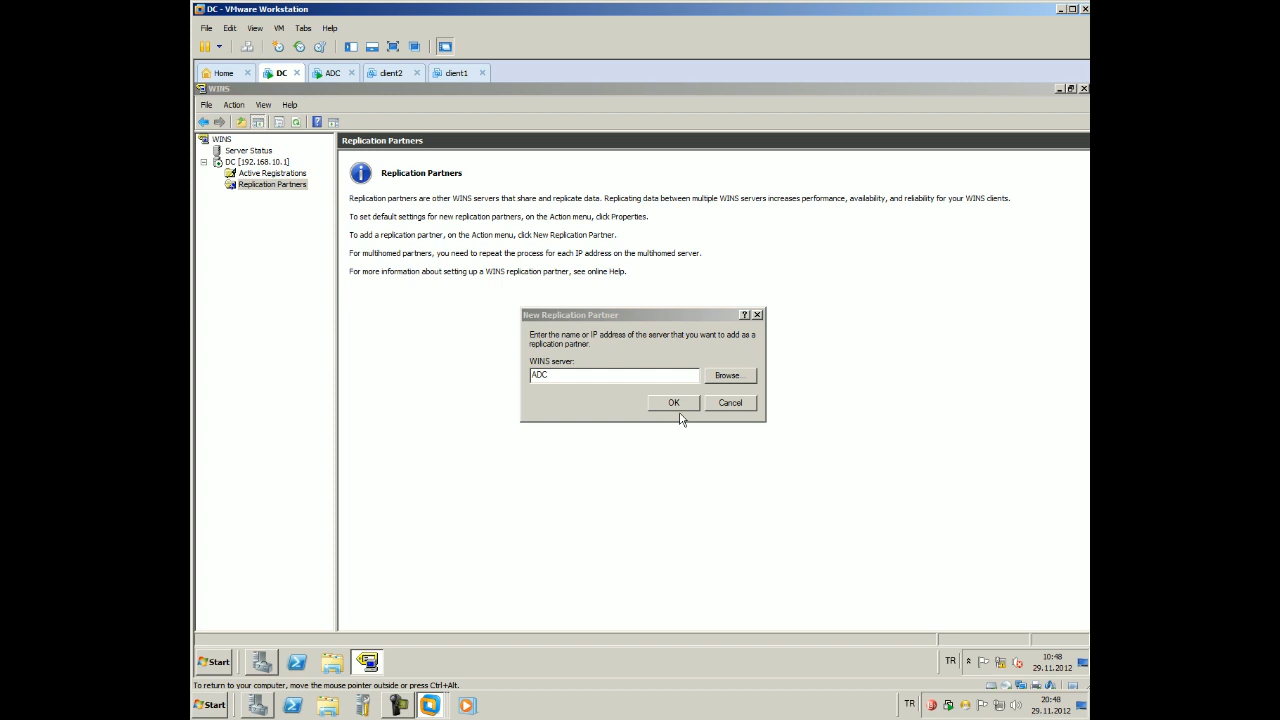 DC - VMware Workstation
File Edit View VM Tabs Help
Home DC ADC client2 client1
WINS
File Action View Help
WINS
Server Status
DC [192.168.10.1]
Active Registrations
Replication Partners
Replication Partners
Replication Partners
Replication partners are other WINS servers that share and replicate data. Replicating data between multiple WINS servers increases performance, availability, and reliability for your WINS clients.
To set default settings for new replication partners, on the Action menu, click Properties.
To add a replication partner, on the Action menu, click New Replication Partner.
For multihomed partners, you need to repeat the process for each IP address on the multihomed server.
For more information about setting up a WINS replication partner, see online Help.
New Replication Partner
Enter the name or IP address of the server that you want to add as a
replication partner.
WINS server:
ADC Browse...
OK Cancel
Start TR 10:48
29.11.2012
To return to your computer, move the mouse pointer outside or press Ctrl+Alt.
Start TR 20:48
29.11.2012